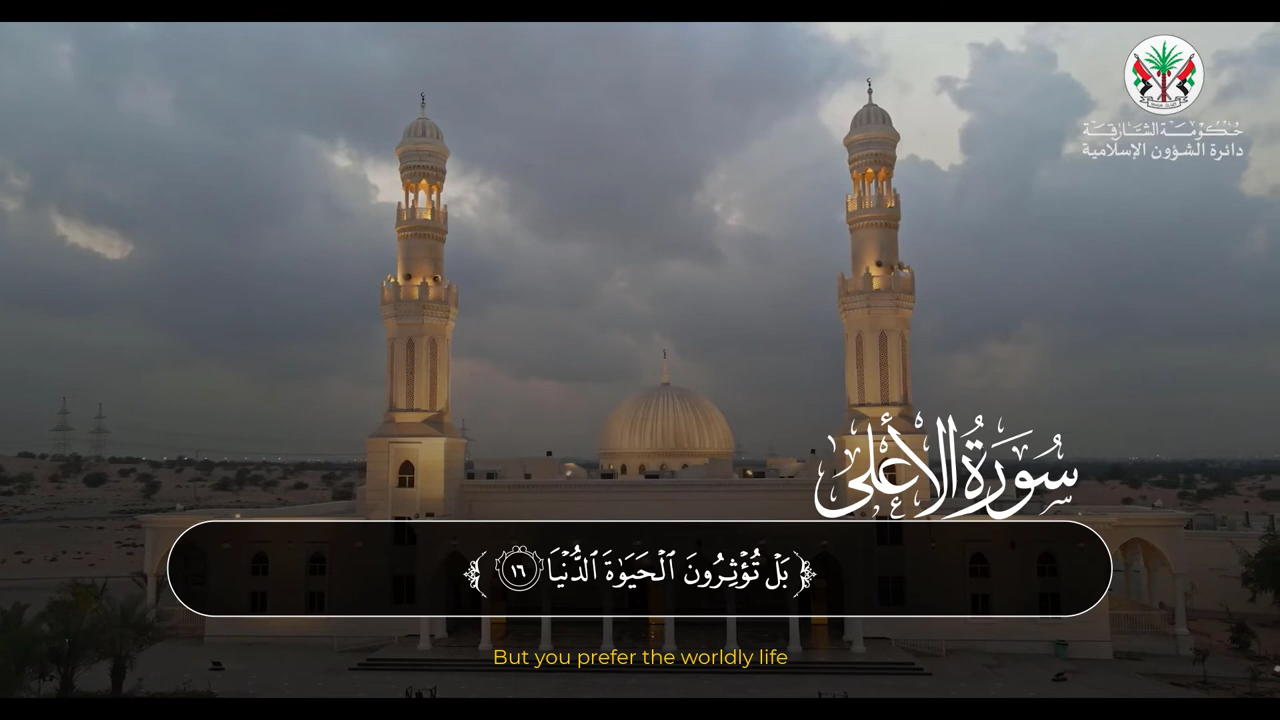 حكومة الشارقة
دائرة الشؤون الإسلامية
سُورَةُ الأَعْلَى
بَلۡ تُؤۡثِرُونَ ٱلۡحَيَوٰةَ ٱلدُّنۡيَا ١٦
But you prefer the worldly life